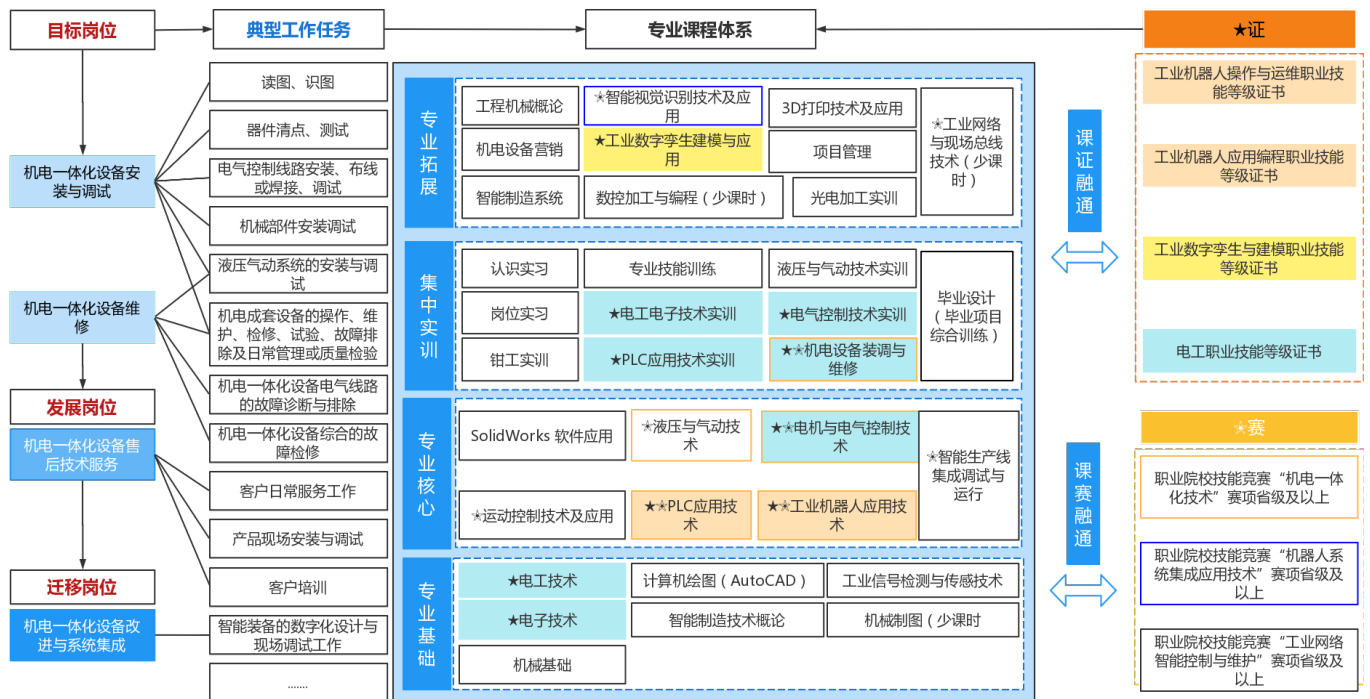 目标岗位
典型工作任务
专业课程体系
★证
机电一体化设备安
装与调试
机电一体化设备维
修
发展岗位
机电一体化设备售
后技术服务
迁移岗位
机电一体化设备改
进与系统集成
读图、识图
器件清点、测试
电气控制线路安装、布线
或焊接、调试
机械部件安装调试
液压气动系统的安装与调
试
机电成套设备的操作、维
护、检修、试验、故障排
除及日常管理或质量检验
机电一体化设备电气线路
的故障诊断与排除
机电一体化设备综合的故
障检修
客户日常服务工作
产品现场安装与调试
客户培训
智能装备的数字化设计与
现场调试工作
.......
专业拓展
工程机械概论
✯智能视觉识别技术及应
用
3D打印技术及应用
机电设备营销
★工业数字孪生建模与应
用
项目管理
智能制造系统
数控加工与编程（少课时）
光电加工实训
✯工业网络
与现场总线
技术（少课
时）
集中实训
认识实习
专业技能训练
液压与气动技术实训
岗位实习
★电工电子技术实训
★电气控制技术实训
钳工实训
★PLC应用技术实训
★✯机电设备装调与
维修
毕业设计
（毕业项目
综合训练）
专业核心
SolidWorks 软件应用
✯液压与气动技
术
★✯电机与电气控制技
术
✯运动控制技术及应用
★✯PLC应用技
术
★✯工业机器人应用技
术
✯智能生产线
集成调试与
运行
专业基础
★电工技术
计算机绘图（AutoCAD）
工业信号检测与传感技术
★电子技术
智能制造技术概论
机械制图（少课时
机械基础
课证融通
课赛融通
工业机器人操作与运维职业技
能等级证书
工业机器人应用编程职业技能
等级证书
工业数字孪生与建模职业技能
等级证书
电工职业技能等级证书
✯赛
职业院校技能竞赛“机电一体
化技术”赛项省级及以上
职业院校技能竞赛“机器人系
统集成应用技术”赛项省级及
以上
职业院校技能竞赛“工业网络
智能控制与维护”赛项省级及
以上